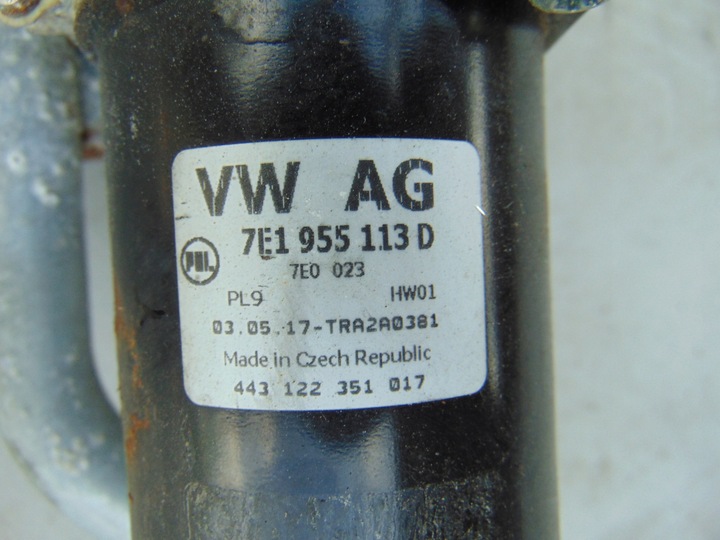 VW AG
7E1 955 113 D
PAL
7E0 023
PL9 HW01
03.05.17-TRA2A0381
Made in Czech Republic
443 122 351 017